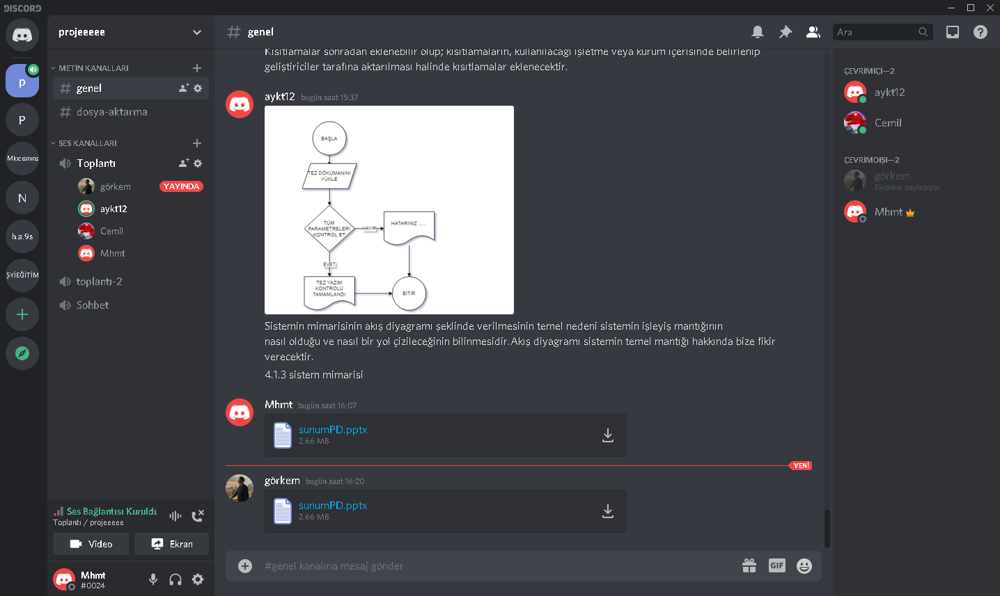 DISCORD
projeeeee
METİN KANALLARI
genel
dosya-aktarma
SES KANALLARI
Toplantı
görkem
YAYINDA
aykt12
Cemil
Mhmt
toplantı-2
Sohbet
p
P
N
h.a.9s
ŞYİEĞİTİM
Ses Bağlantısı Kuruldu
Toplantı / projeeeee
Video
Ekran
Mhmt
#0024
genel
Ara
Kısıtlamalar sonradan eklenebilir olup; kısıtlamaların, kullanılacağı işletme veya kurum içerisinde belirlenip
geliştiriciler tarafına aktarılması halinde kısıtlamalar eklenecektir.
aykt12 bugün saat 15:37
BAŞLA
TEZ DÖKÜMANINI
YÜKLE
TÜM
PARAMETRELERİ
KONTROL ET
HAYIR
HATARINIZ ......
EVET
TEZ YAZIM
KONTROLÜ
TAMAMLANDI
BİTİR
Sistemin mimarisinin akış diyagramı şeklinde verilmesinin temel nedeni sistemin işleyiş mantığının
nasıl olduğu ve nasıl bir yol çizileceğinin bilinmesidir.Akış diyagramı sistemin temel mantığı hakkında bize fikir
verecektir.
4.1.3 sistem mimarisi
Mhmt bugün saat 16:07
sunumPD.pptx
2.66 MB
YENİ
görkem bugün saat 16:20
sunumPD.pptx
2.66 MB
#genel kanalına mesaj gönder
GIF
ÇEVRİMİÇİ—2
aykt12
Cemil
ÇEVRİMDIŞI—2
görkem
Ekranını paylaşıyor
Mhmt